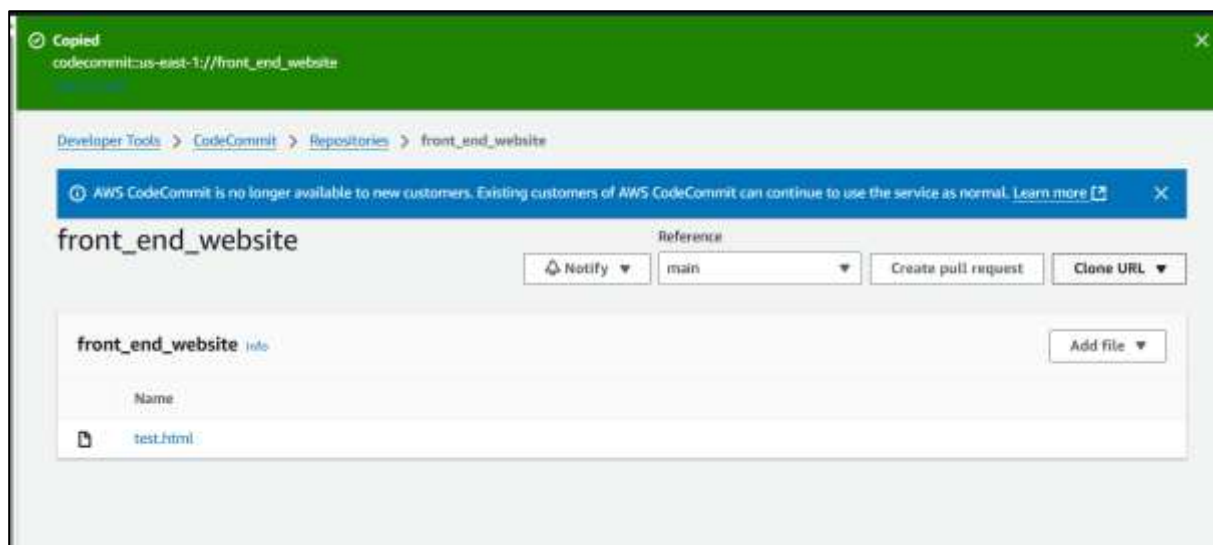 Copied
codecommit::us-east-1://front_end_website
Developer Tools > CodeCommit > Repositories > front_end_website
AWS CodeCommit is no longer available to new customers. Existing customers of AWS CodeCommit can continue to use the service as normal. Learn more
front_end_website
Reference
Notify
main
Create pull request
Clone URL
front_end_website Info
Add file
Name
test.html